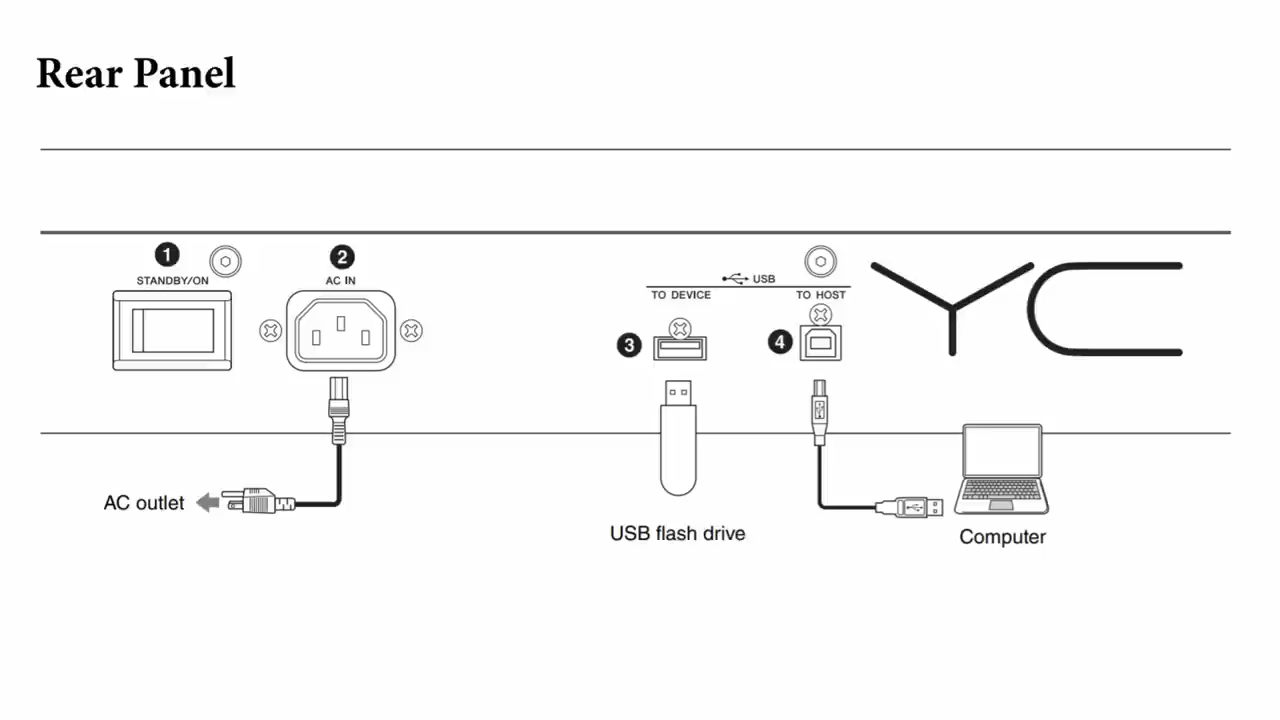 Rear Panel
1
2
STANDBY/ON
AC IN
USB
TO DEVICE
TO HOST
3
4
YC
AC outlet
USB flash drive
Computer